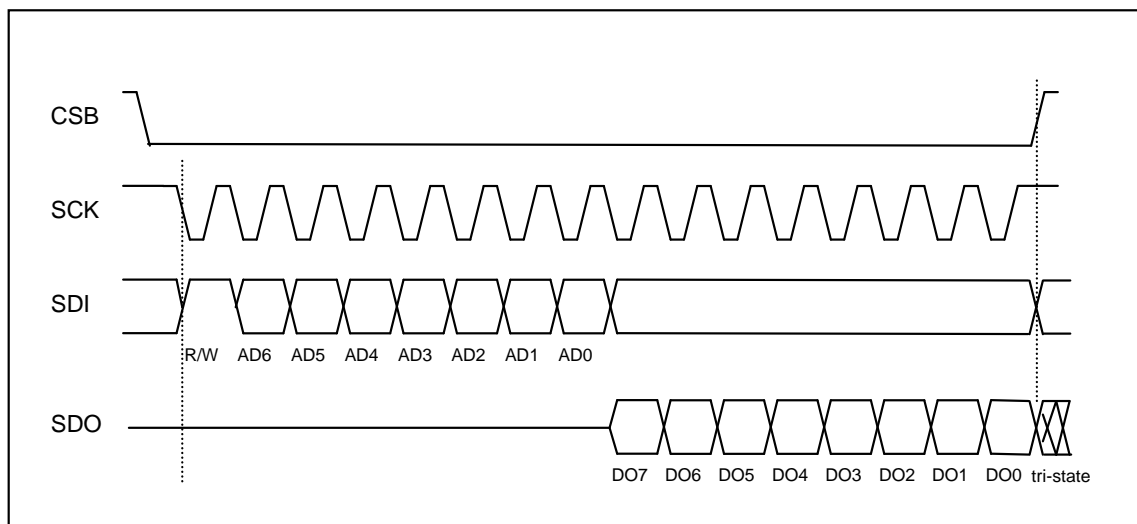 CSB
SCK
SDI
R/W AD6 AD5 AD4 AD3 AD2 AD1 AD0
SDO
DO7 DO6 DO5 DO4 DO3 DO2 DO1 DO0 tri-state